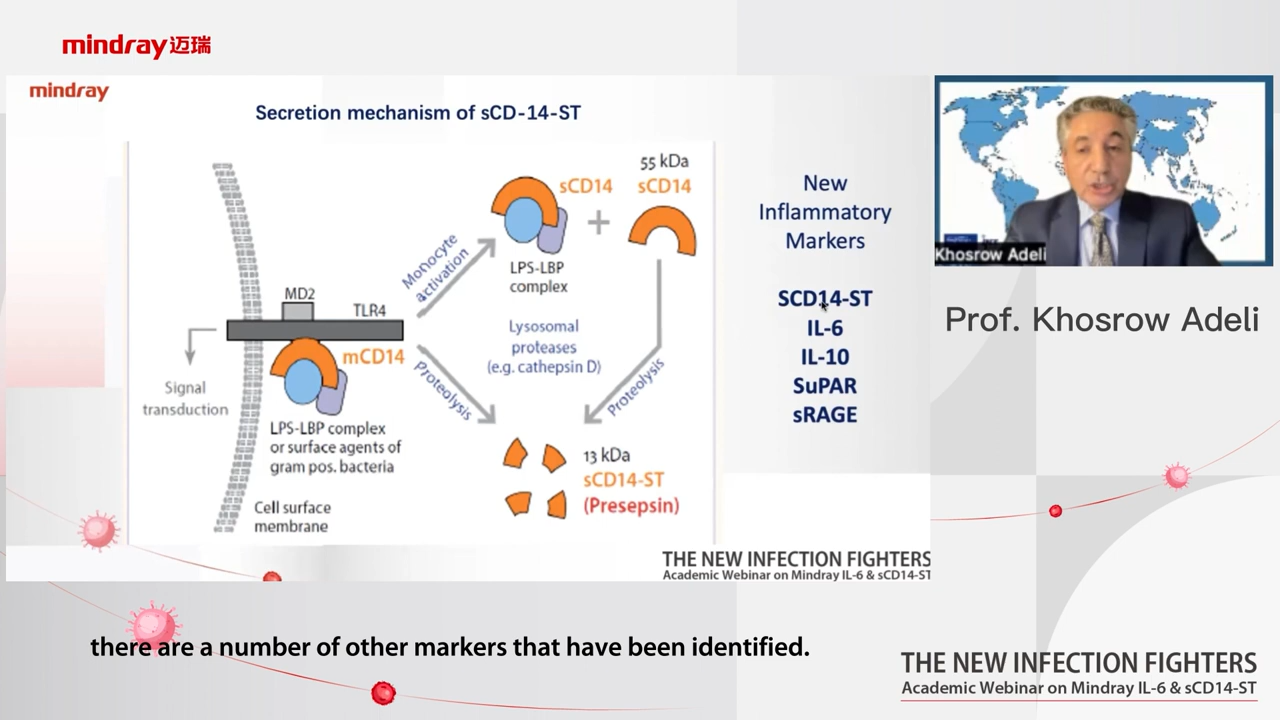 mindray迈瑞
mindray
Secretion mechanism of sCD-14-ST
MD2
TLR4
mCD14
Signal
transduction
LPS-LBP complex
or surface agents of
gram pos. bacteria
Cell surface
membrane
Monocyte
activation
Proteolysis
sCD14
+
55 kDa
sCD14
LPS-LBP
complex
Lysosomal
proteases
(e.g. cathepsin D)
Proteolysis
13 kDa
sCD14-ST
(Presepsin)
New
Inflammatory
Markers
SCD14-ST
IL-6
IL-10
SuPAR
sRAGE
THE NEW INFECTION FIGHTERS
Academic Webinar on Mindray IL-6 & sCD14-ST
Khosrow Adeli
Prof. Khosrow Adeli
there are a number of other markers that have been identified.
THE NEW INFECTION FIGHTERS
Academic Webinar on Mindray IL-6 & sCD14-ST